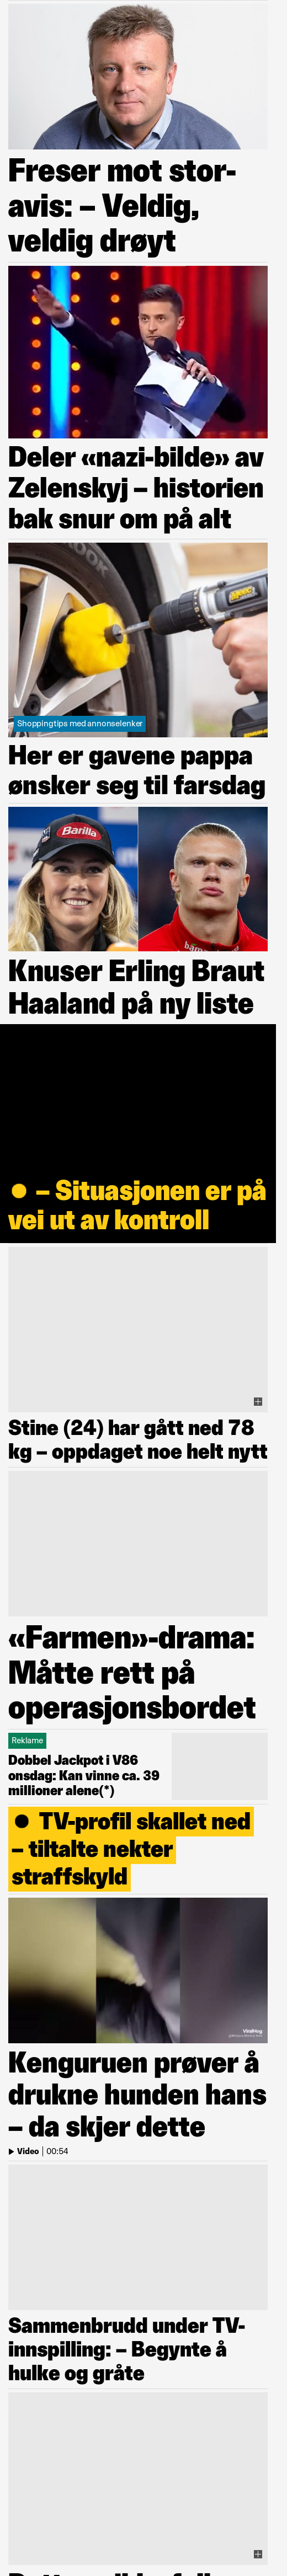 Freser mot stor-
avis: – Veldig,
veldig drøyt
Deler «nazi-bilde» av
Zelenskyj – historien
bak snur om på alt
Shoppingtips med annonselenker
Her er gavene pappa
ønsker seg til farsdag
Barilla
Knuser Erling Braut
Haaland på ny liste
– Situasjonen er på
vei ut av kontroll
Stine (24) har gått ned 78
kg – oppdaget noe helt nytt
«Farmen»-drama:
Måtte rett på
operasjonsbordet
Reklame
Dobbel Jackpot i V86
onsdag: Kan vinne ca. 39
millioner alene(*)
TV-profil skallet ned
– tiltalte nekter
straffskyld
ViralHog
Kenguruen prøver å
drukne hunden hans
– da skjer dette
Video | 00:54
Sammenbrudd under TV-
innspilling: – Begynte å
hulke og gråte